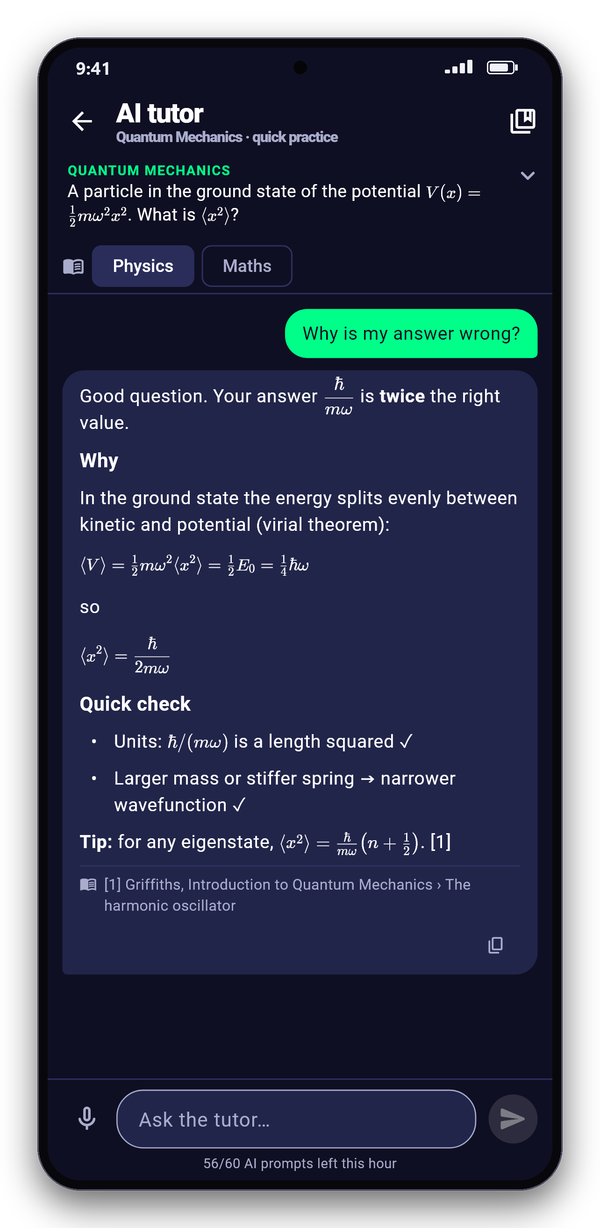 9:41
AI tutor
Quantum Mechanics · quick practice
QUANTUM MECHANICS
A particle in the ground state of the potential V(x) =
½mω²x². What is ⟨x²⟩?
Physics Maths
Why is my answer wrong?
Good question. Your answer ħ/mω is twice the right
value.
Why
In the ground state the energy splits evenly between
kinetic and potential (virial theorem):
⟨V⟩ = ½mω²⟨x²⟩ = ½E₀ = ¼ħω
so
⟨x²⟩ = ħ/2mω
Quick check
• Units: ħ/(mω) is a length squared ✓
• Larger mass or stiffer spring → narrower
wavefunction ✓
Tip: for any eigenstate, ⟨x²⟩ = ħ/mω (n + ½). [1]
[1] Griffiths, Introduction to Quantum Mechanics › The
harmonic oscillator
Ask the tutor…
56/60 AI prompts left this hour